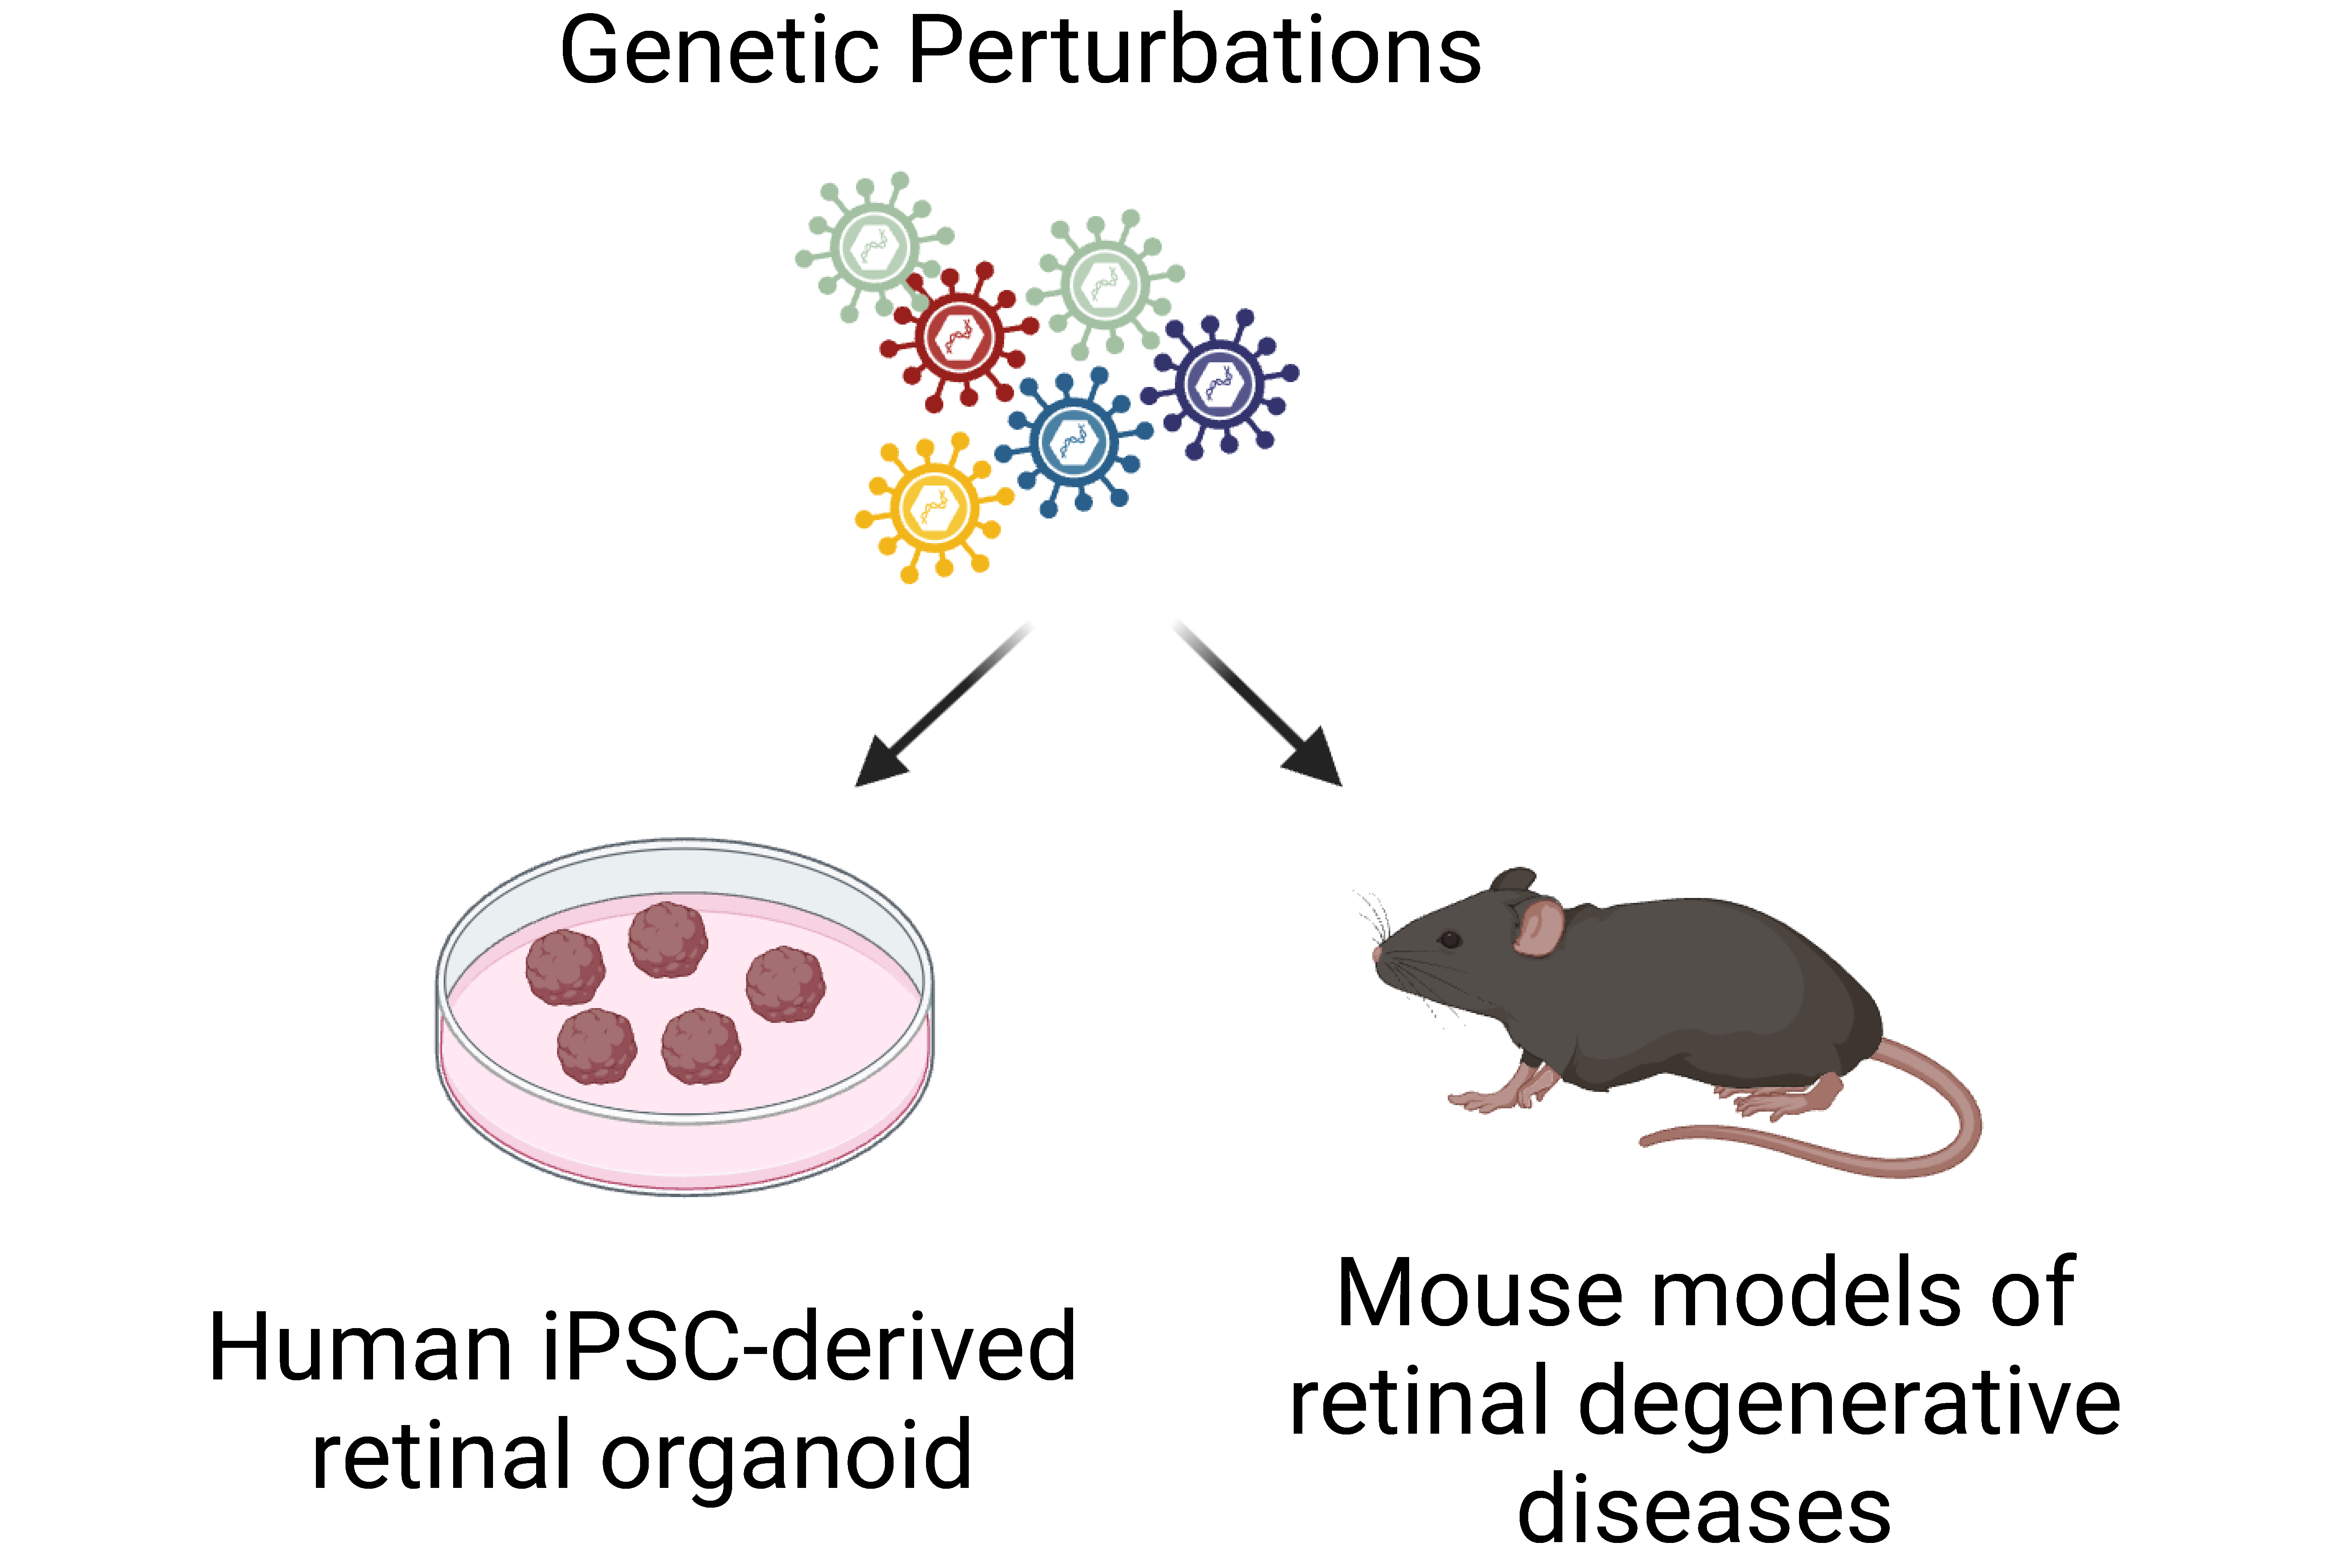 Genetic Perturbations
Human iPSC-derived
retinal organoid
Mouse models of
retinal degenerative
diseases